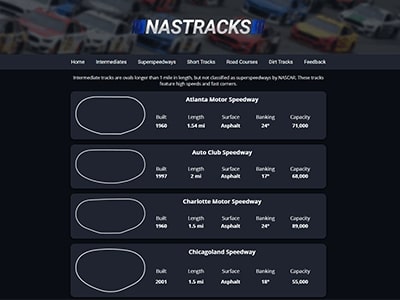 NASTRACKS
Home Intermediates Superspeedways Short Tracks Road Courses Dirt Tracks Feedback
Intermediate tracks are ovals longer than 1 mile in length, but not classified as superspeedways by NASCAR. These tracks
feature high speeds and fast corners.
Atlanta Motor Speedway
Built Length Surface Banking Capacity
1960 1.54 mi Asphalt 24° 71,000
Auto Club Speedway
Built Length Surface Banking Capacity
1997 2 mi Asphalt 17° 68,000
Charlotte Motor Speedway
Built Length Surface Banking Capacity
1960 1.5 mi Asphalt 24° 89,000
Chicagoland Speedway
Built Length Surface Banking Capacity
2001 1.5 mi Asphalt 18° 55,000